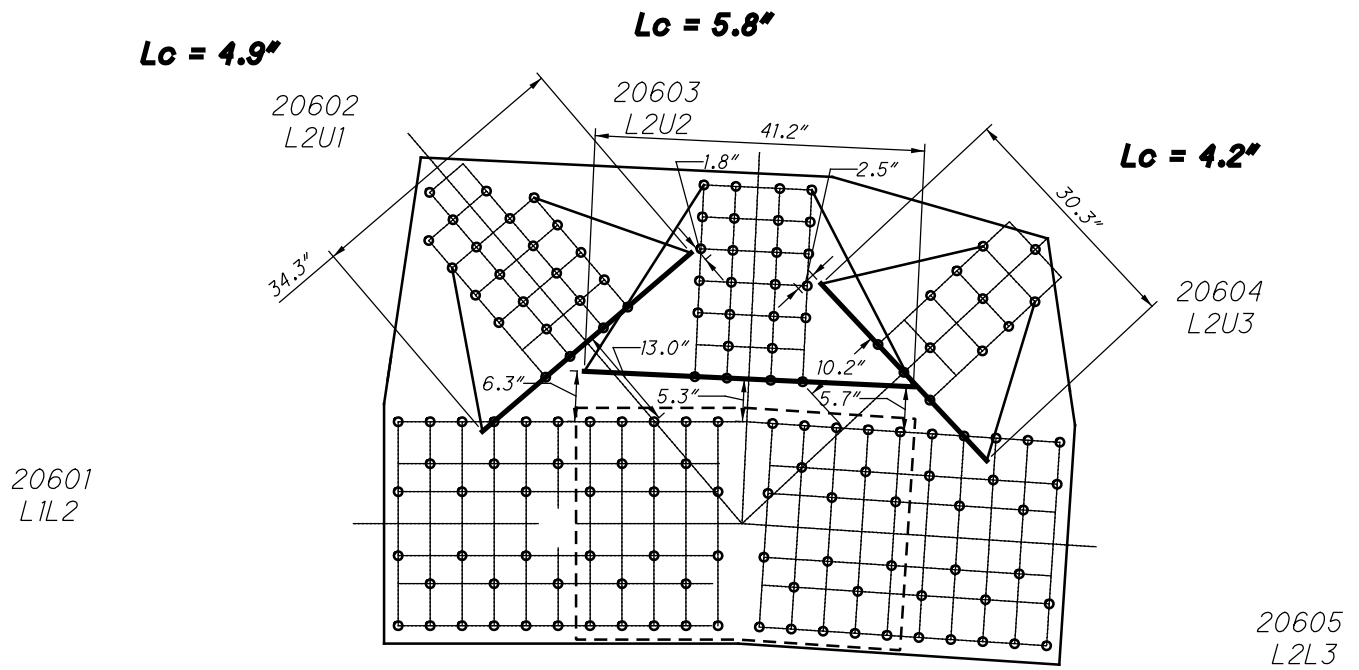 Lc = 5.8"
Lc = 4.9"
20602
L2U1
20603
L2U2
41.2"
1.8"
2.5"
Lc = 4.2"
30.3"
34.3"
20604
L2U3
13.0"
10.2"
6.3"
5.3"
5.7"
20601
L1L2
20605
L2L3